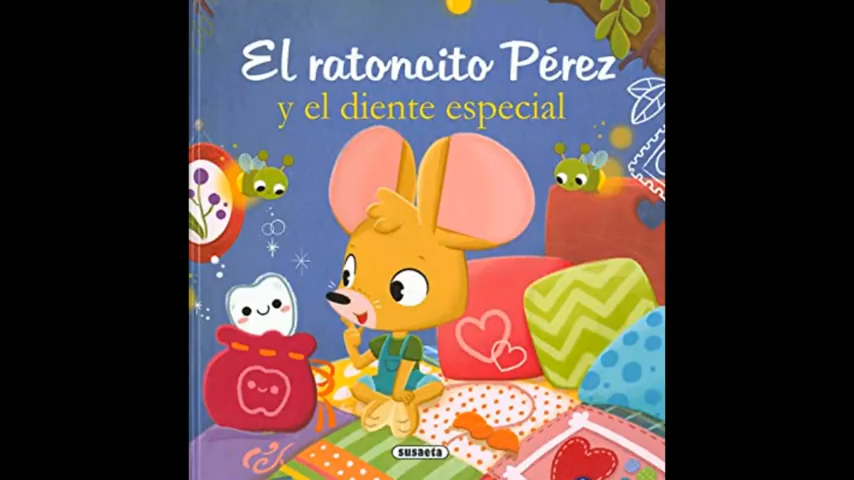 El ratoncito Pérez
y el diente especial
susaeta